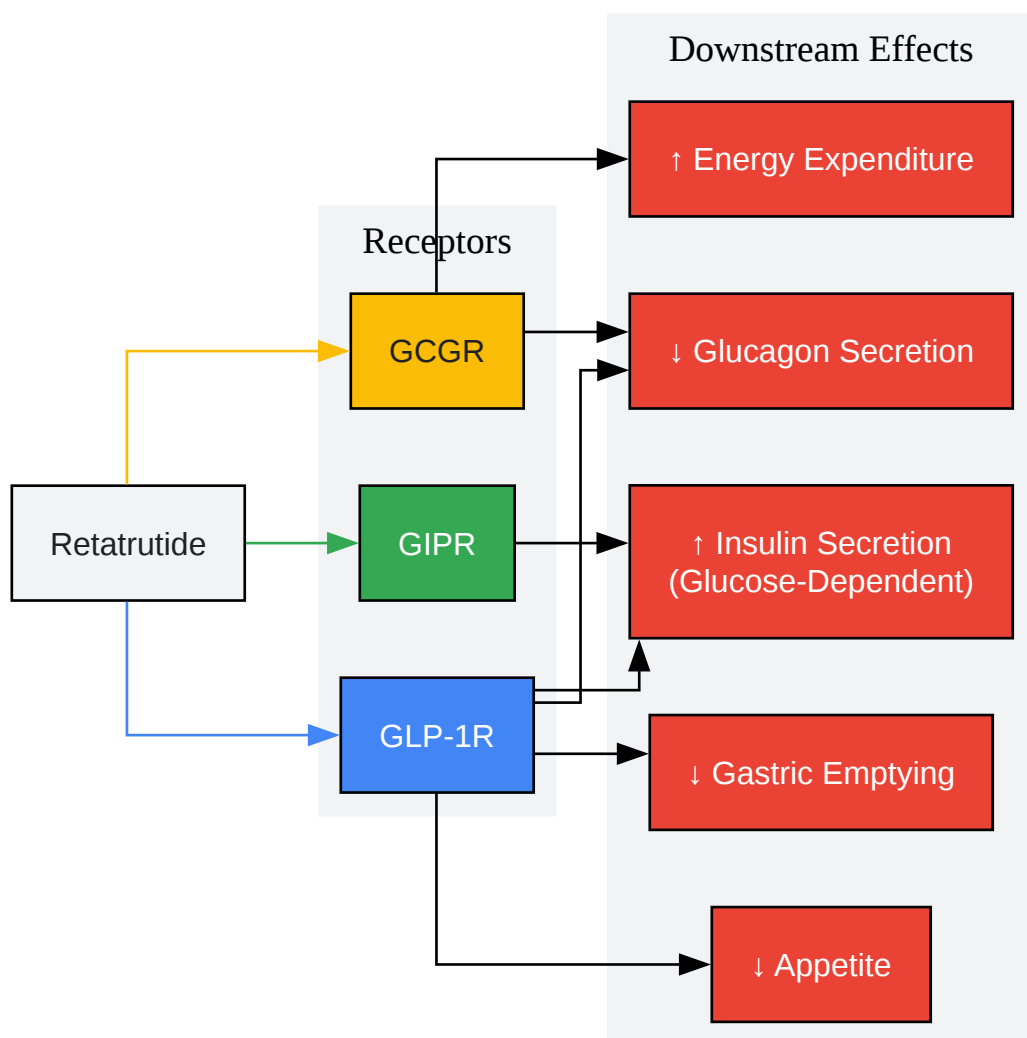 Downstream Effects
↑ Energy Expenditure
Receptors
GCGR
↓ Glucagon Secretion
Retatrutide
GIPR
↑ Insulin Secretion
(Glucose-Dependent)
GLP-1R
↓ Gastric Emptying
↓ Appetite